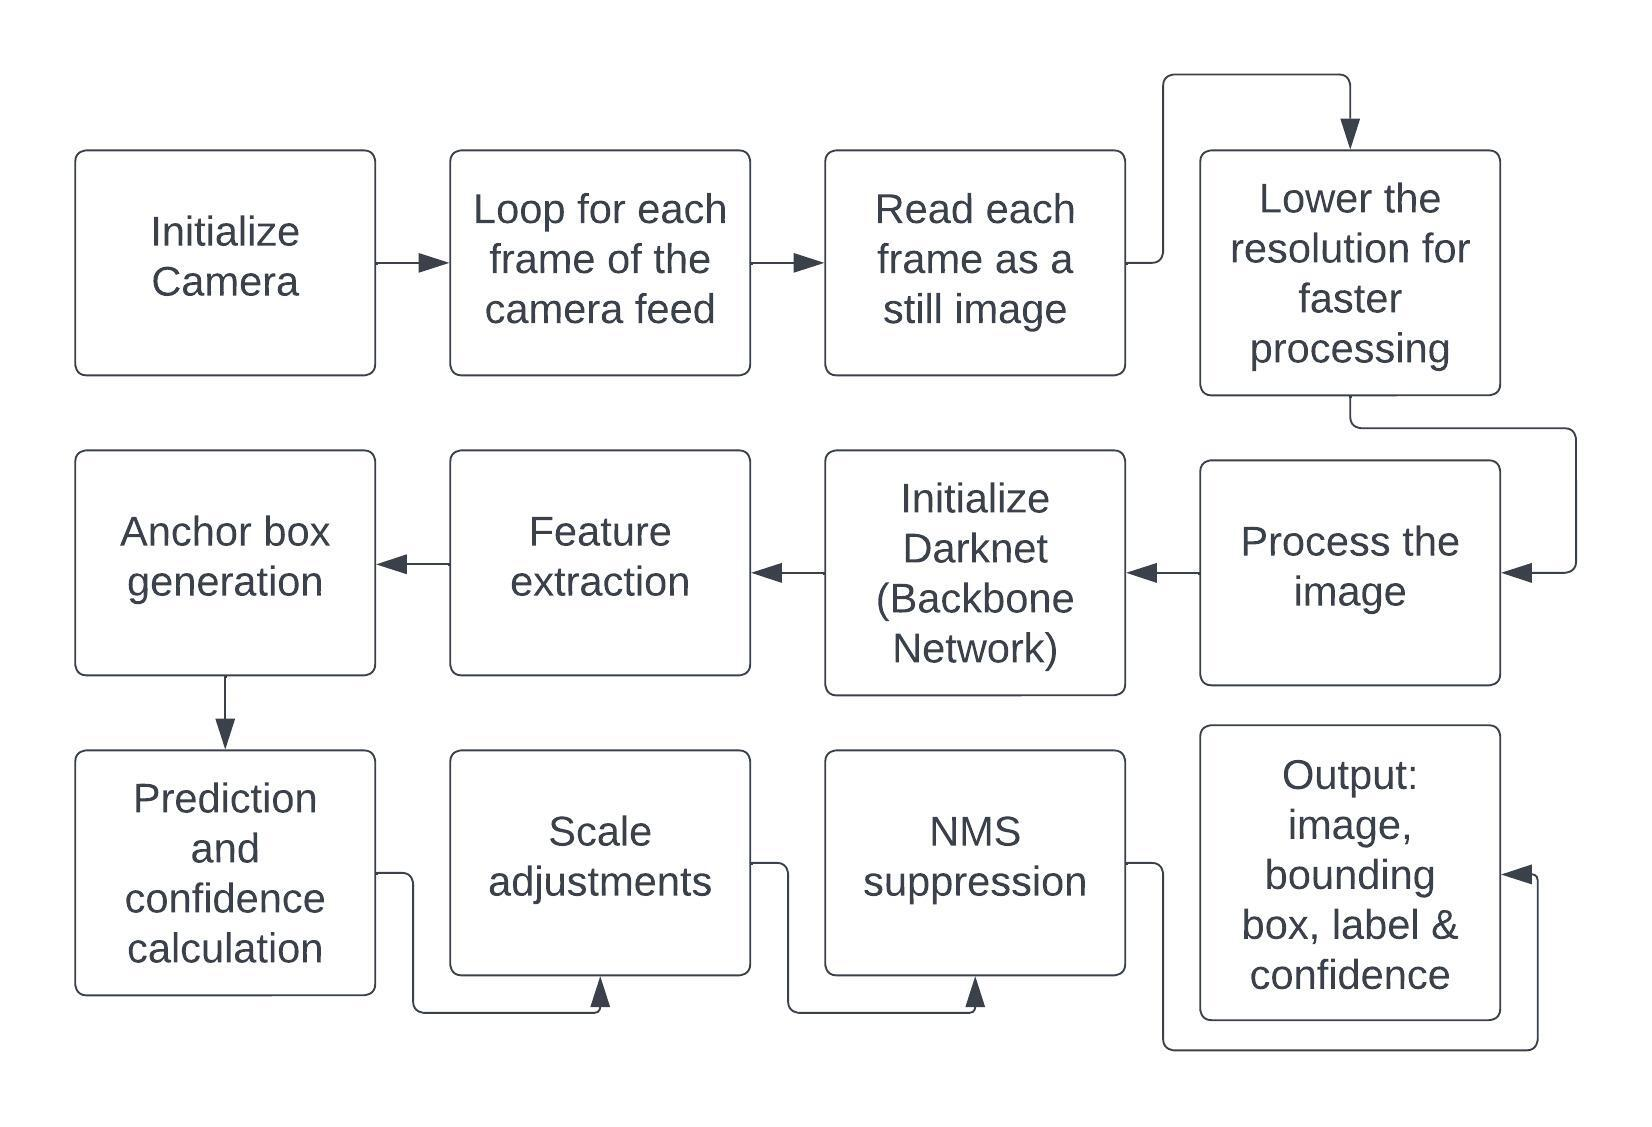 Initialize
Camera
Loop for each
frame of the
camera feed
Read each
frame as a
still image
Lower the
resolution for
faster
processing
Process the
image
Initialize
Darknet
(Backbone
Network)
Feature
extraction
Anchor box
generation
Prediction
and
confidence
calculation
Scale
adjustments
NMS
suppression
Output:
image,
bounding
box, label &
confidence